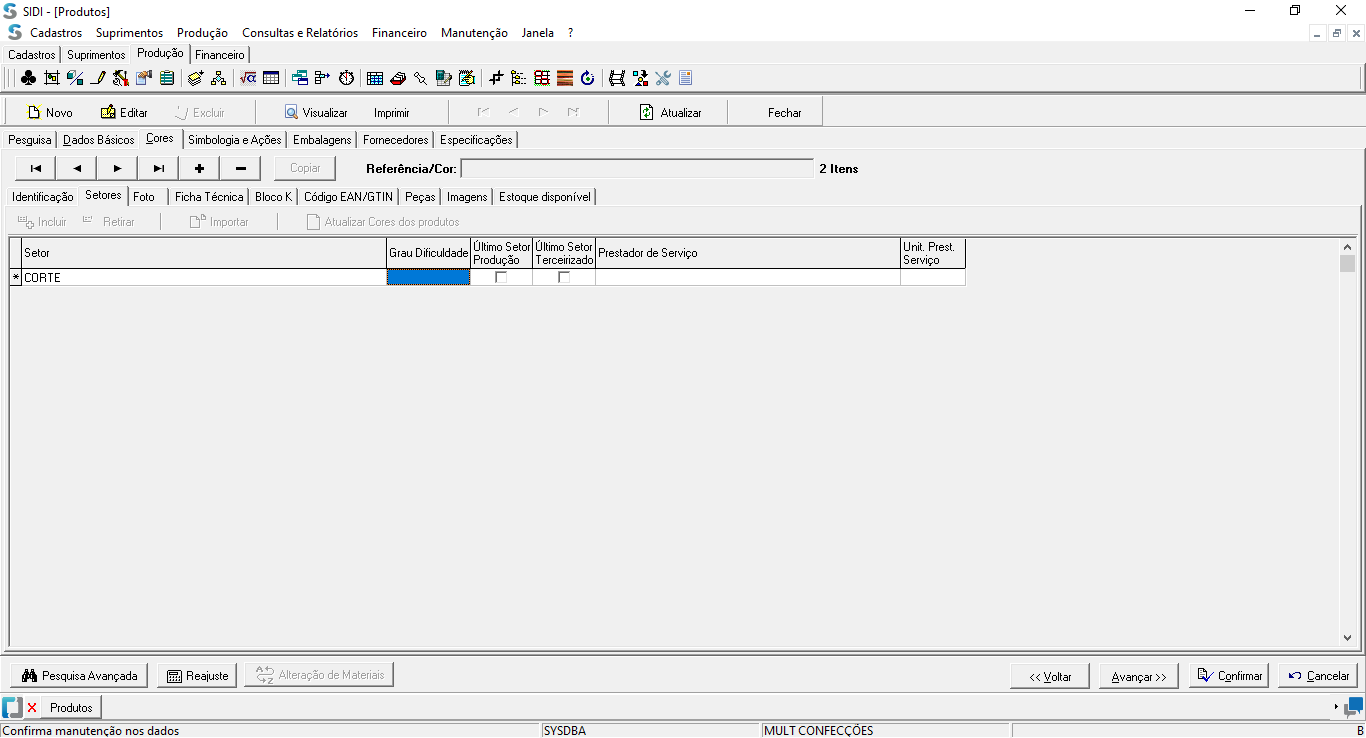 SIDI - [Produtos]
Cadastros Suprimentos Produção Consultas e Relatórios Financeiro Manutenção Janela ?
Cadastros Suprimentos Produção Financeiro
Novo Editar Excluir Visualizar Imprimir Atualizar Fechar
Pesquisa Dados Básicos Cores Simbologia e Ações Embalagens Fornecedores Especificações
Copiar Referência/Cor: 2 Itens
Identificação Setores Foto Ficha Técnica Bloco K Código EAN/GTIN Peças Imagens Estoque disponível
Incluir Retirar Importar Atualizar Cores dos produtos
Setor Grau Dificuldade Último Setor Produção Último Setor Terceirizado Prestador de Serviço Unit. Prest. Serviço
* CORTE
Pesquisa Avançada Reajuste Alteração de Materiais << Voltar Avançar >> Confirmar Cancelar
Produtos
Confirma manutenção nos dados SYSDBA MULT CONFECÇÕES B